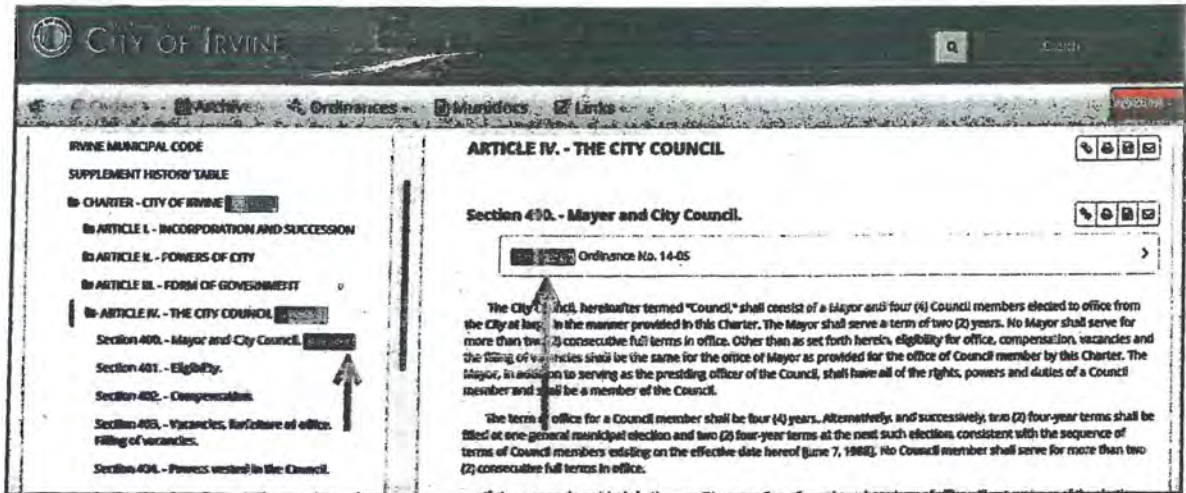 CITY OF IRVINE
Archive Ordinances Munidocs Links
IRVINE MUNICIPAL CODE
SUPPLEMENT HISTORY TABLE
CHARTER - CITY OF IRVINE
ARTICLE I. - INCORPORATION AND SUCCESSION
ARTICLE II. - POWERS OF CITY
ARTICLE III. - FORM OF GOVERNMENT
ARTICLE IV. - THE CITY COUNCIL
Section 400. - Mayor and City Council.
Section 401. - Eligibility.
Section 402. - Compensation.
Section 403. - Vacancies, forfeiture of office.
Filling of vacancies.
Section 404. - Powers vested in the Council.
ARTICLE IV. - THE CITY COUNCIL
Section 400. - Mayor and City Council.
Ordinance No. 14-05
The City Council, hereinafter termed "Council," shall consist of a Mayor and four (4) Council members elected to office from
the City at large in the manner provided in this Charter. The Mayor shall serve a term of two (2) years. No Mayor shall serve for
more than two (2) consecutive full terms in office. Other than as set forth herein, eligibility for office, compensation, vacancies and
the filling of vacancies shall be the same for the office of Mayor as provided for the office of Council member by this Charter. The
Mayor, in addition to serving as the presiding officer of the Council, shall have all of the rights, powers and duties of a Council
member and shall be a member of the Council.
The term of office for a Council member shall be four (4) years. Alternatively, and successively, two (2) four-year terms shall be
filled at one general municipal election and two (2) four-year terms at the next such election, consistent with the sequence of
terms of Council members existing on the effective date hereof [June 7, 1988]. No Council member shall serve for more than two
(2) consecutive full terms in office.